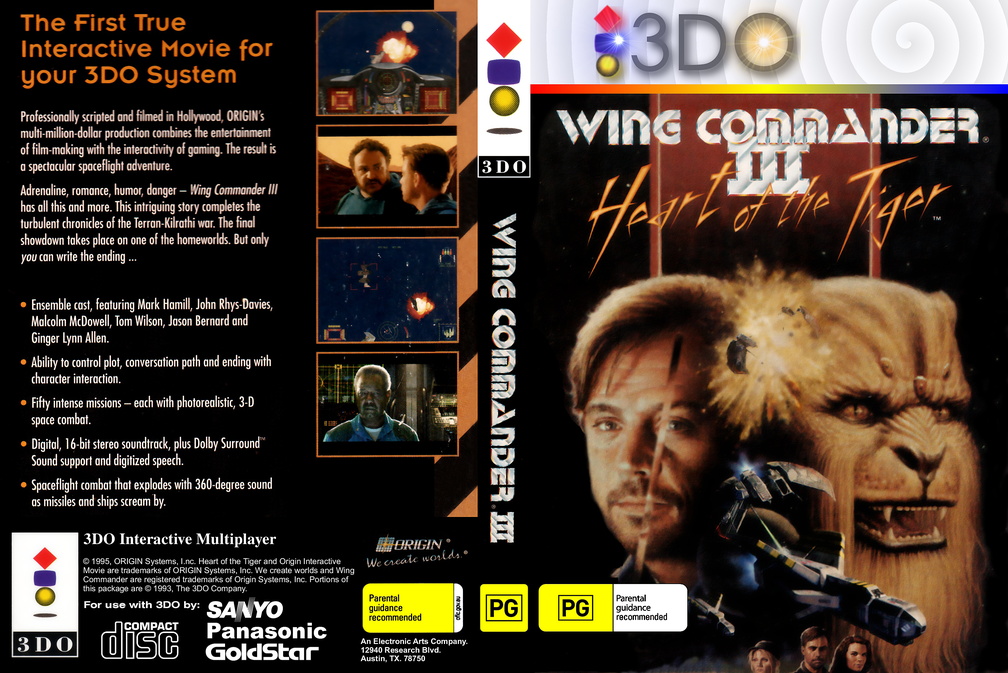 The First True
Interactive Movie for
your 3DO System
Professionally scripted and filmed in Hollywood, ORIGIN's
multi-million-dollar production combines the entertainment
of film-making with the interactivity of gaming. The result is
a spectacular spaceflight adventure.
Adrenaline, romance, humor, danger – Wing Commander III
has all this and more. This intriguing story completes the
turbulent chronicles of the Terran-Kilrathi war. The final
showdown takes place on one of the homeworlds. But only
you can write the ending ...
• Ensemble cast, featuring Mark Hamill, John Rhys-Davies,
Malcolm McDowell, Tom Wilson, Jason Bernard and
Ginger Lynn Allen.
• Ability to control plot, conversation path and ending with
character interaction.
• Fifty intense missions – each with photorealistic, 3-D
space combat.
• Digital, 16-bit stereo soundtrack, plus Dolby Surround™
Sound support and digitized speech.
• Spaceflight combat that explodes with 360-degree sound
as missiles and ships scream by.
3DO
3DO Interactive Multiplayer
© 1995, ORIGIN Systems, I.nc. Heart of the Tiger and Origin Interactive
Movie are trademarks of ORIGIN Systems, Inc. We create worlds and Wing
Commander are registered trademarks of Origin Systems, Inc. Portions of
this package are © 1993, The 3DO Company.
For use with 3DO by:
COMPACT
disc
SANYO
Panasonic
GoldStar
ORIGIN®
We create worlds.®
Parental
guidance
recommended
oflc.gov.au
An Electronic Arts Company.
12940 Research Blvd.
Austin, TX. 78750
3DO
WING COMMANDER III
PG
3DO
WING COMMANDER®
III
Heart of the Tiger™
PG
Parental
guidance
recommended